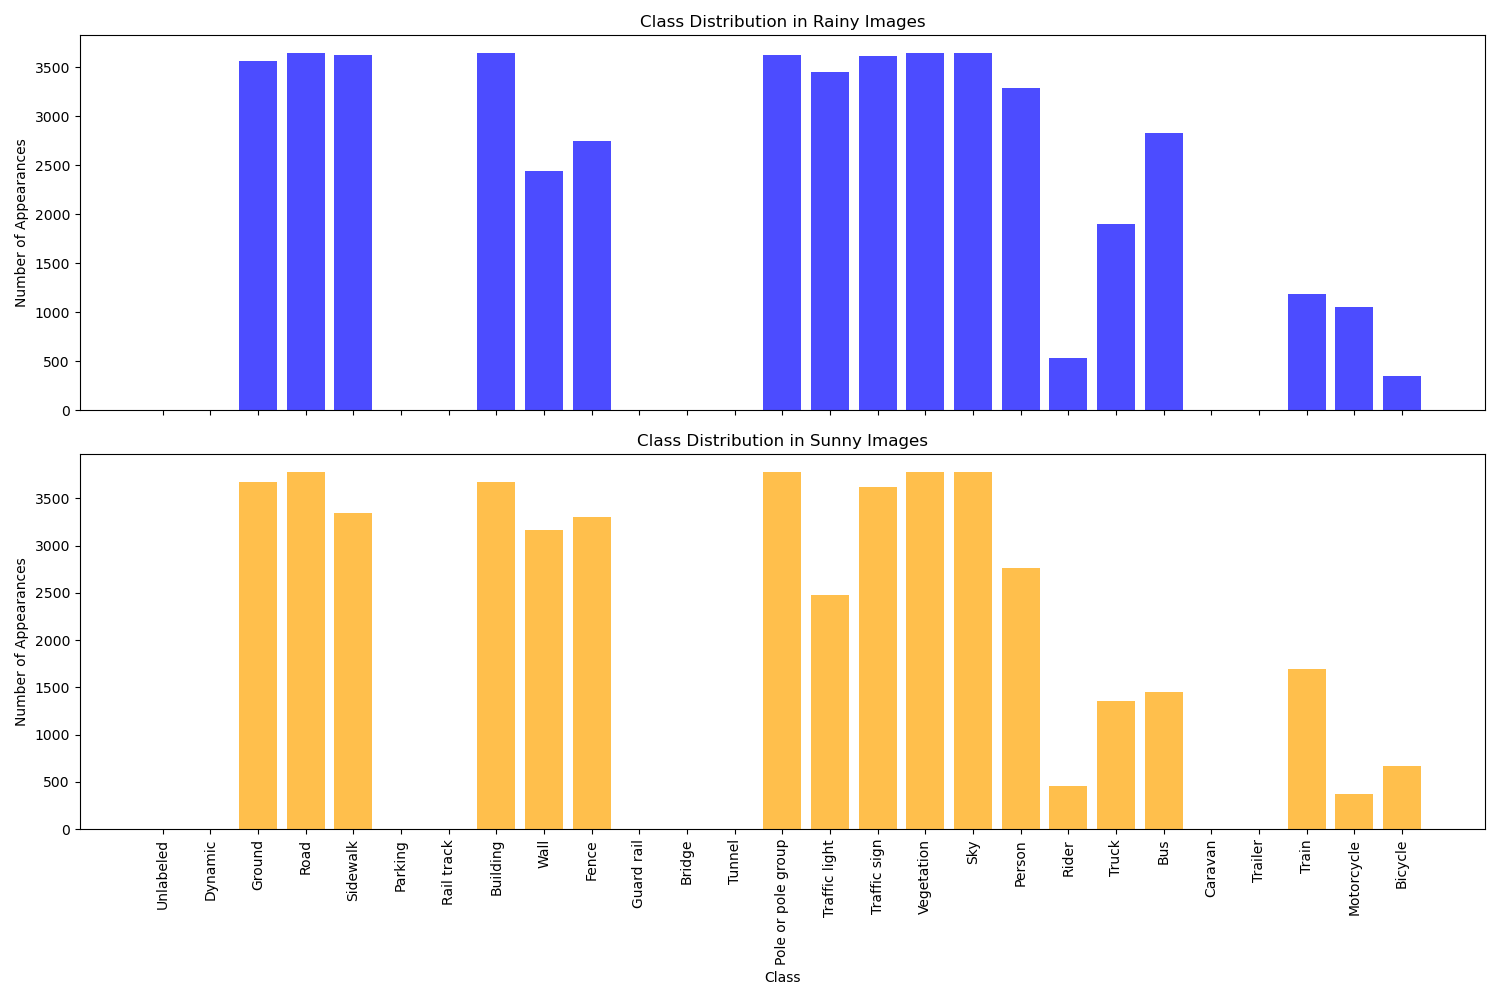 Class Distribution in Rainy Images
Number of Appearances
3500
3000
2500
2000
1500
1000
500
0
Class Distribution in Sunny Images
Number of Appearances
3500
3000
2500
2000
1500
1000
500
0
Unlabeled
Dynamic
Ground
Road
Sidewalk
Parking
Rail track
Building
Wall
Fence
Guard rail
Bridge
Tunnel
Pole or pole group
Traffic light
Traffic sign
Vegetation
Sky
Person
Rider
Truck
Bus
Caravan
Trailer
Train
Motorcycle
Bicycle
Class